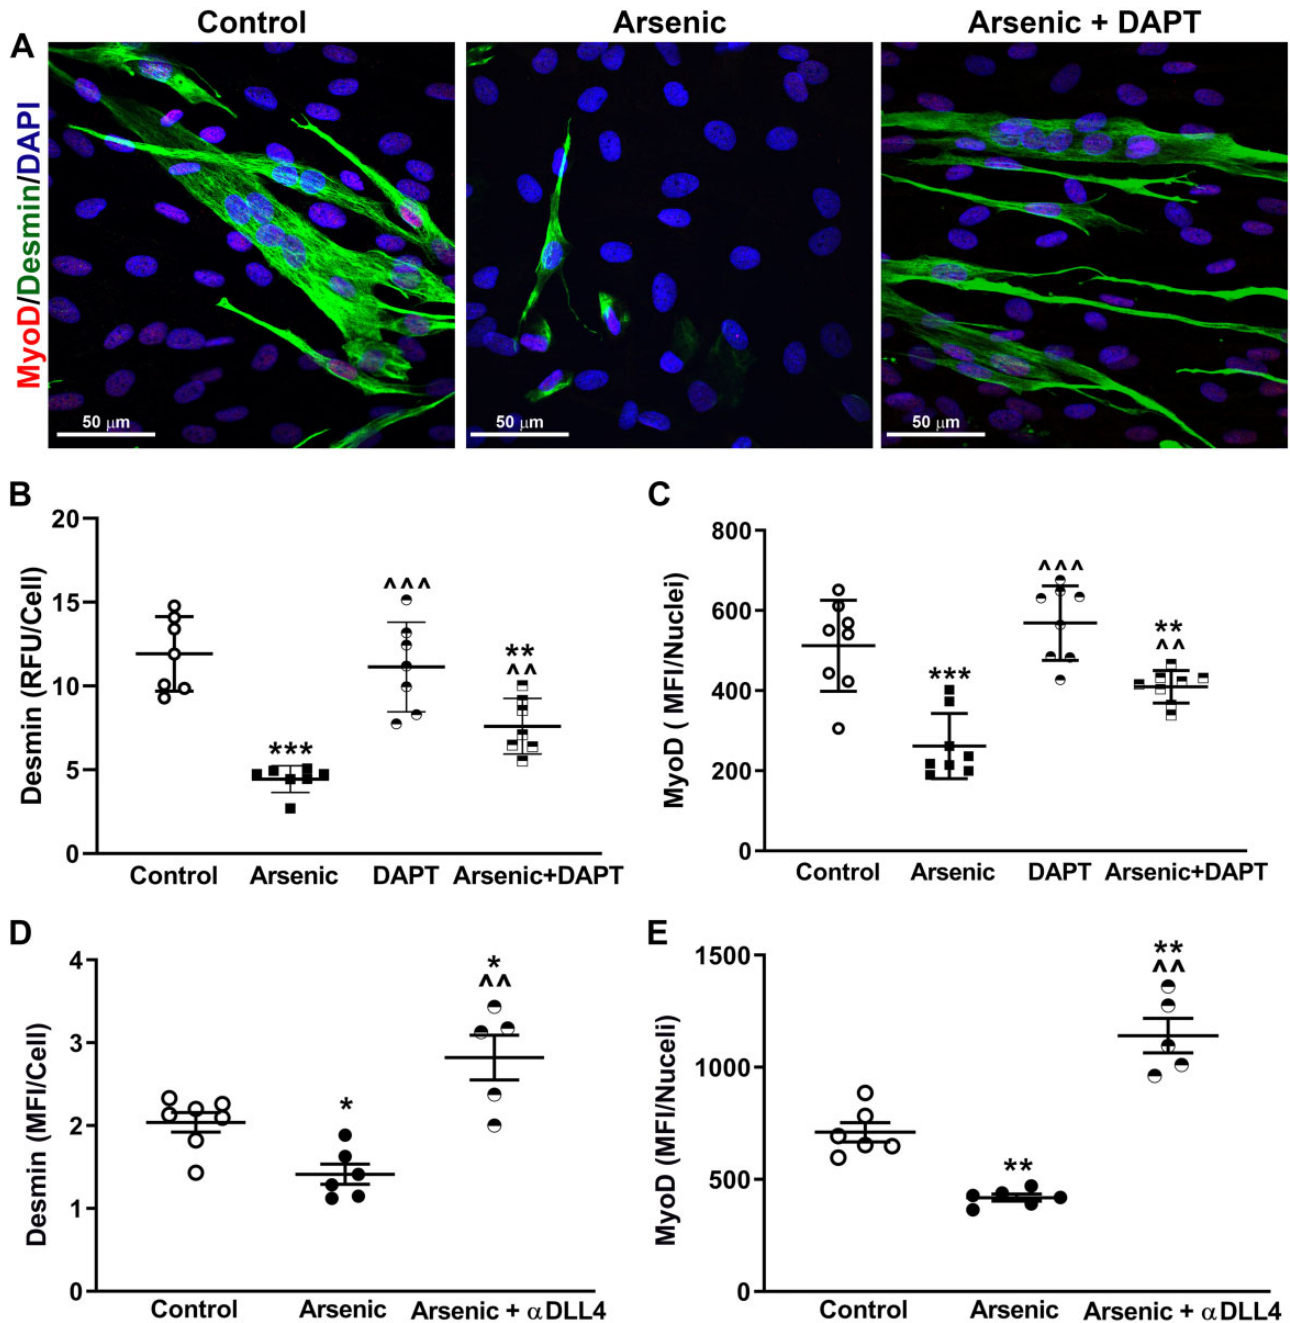 Control Arsenic Arsenic + DAPT
A
MyoD/Desmin/DAPI
50 μm 50 μm 50 μm
B
Desmin (RFU/Cell)
20
15
10
5
0
***
^^^
**
^^
Control Arsenic DAPT Arsenic+DAPT
C
MyoD ( MFI/Nuclei)
800
600
400
200
0
***
^^^
**
^^
Control Arsenic DAPT Arsenic+DAPT
D
Desmin (MFI/Cell)
4
3
2
1
0
*
*
^^
Control Arsenic Arsenic + αDLL4
E
MyoD (MFI/Nuceli)
1500
1000
500
0
**
**
^^
Control Arsenic Arsenic + αDLL4